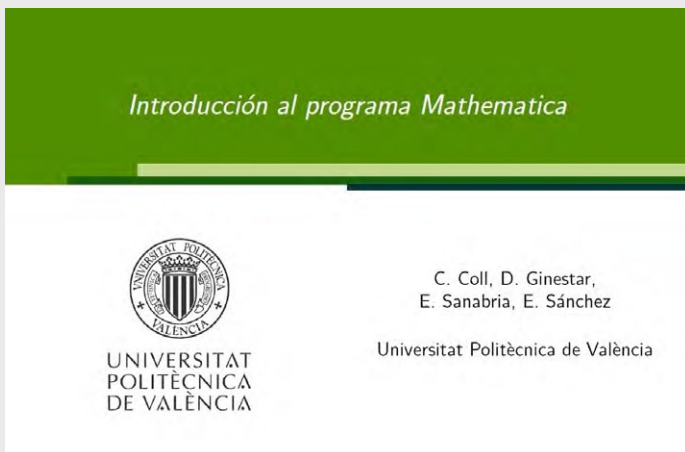 Introducción al programa Mathematica
UNIVERSITAT POLITÈCNICA
VALÈNCIA
C. Coll, D. Ginestar,
E. Sanabria, E. Sánchez
Universitat Politècnica de València
UNIVERSITAT
POLITÈCNICA
DE VALÈNCIA